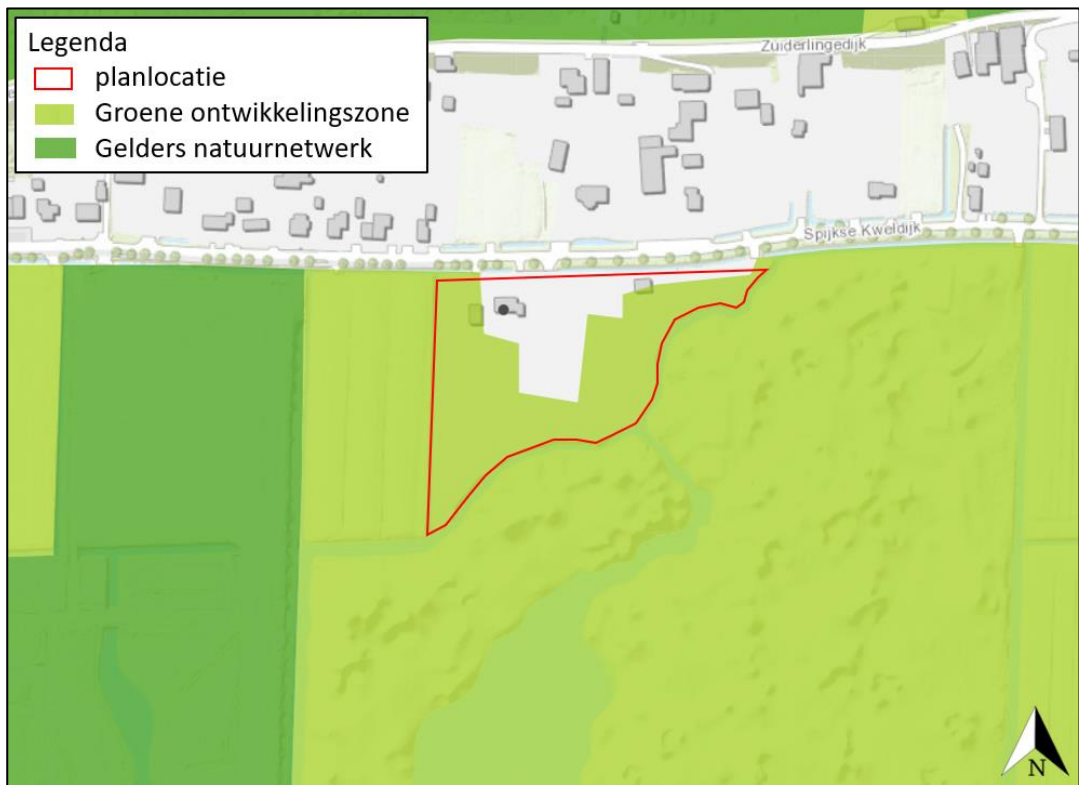 Legenda
planlocatie
Groene ontwikkelingszone
Gelders natuurnetwerk
Zuiderlingedijk
Spijkse Kweldijk
N